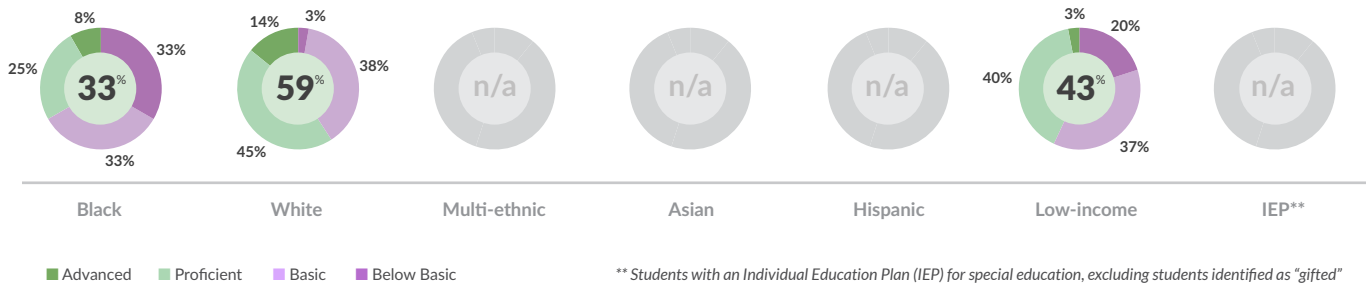 8%
33%
25%
33%
33%
14%
3%
38%
45%
59%
n/a
n/a
n/a
3%
20%
40%
37%
43%
n/a
Black
White
Multi-ethnic
Asian
Hispanic
Low-income
IEP**
Advanced
Proficient
Basic
Below Basic
** Students with an Individual Education Plan (IEP) for special education, excluding students identified as “gifted”